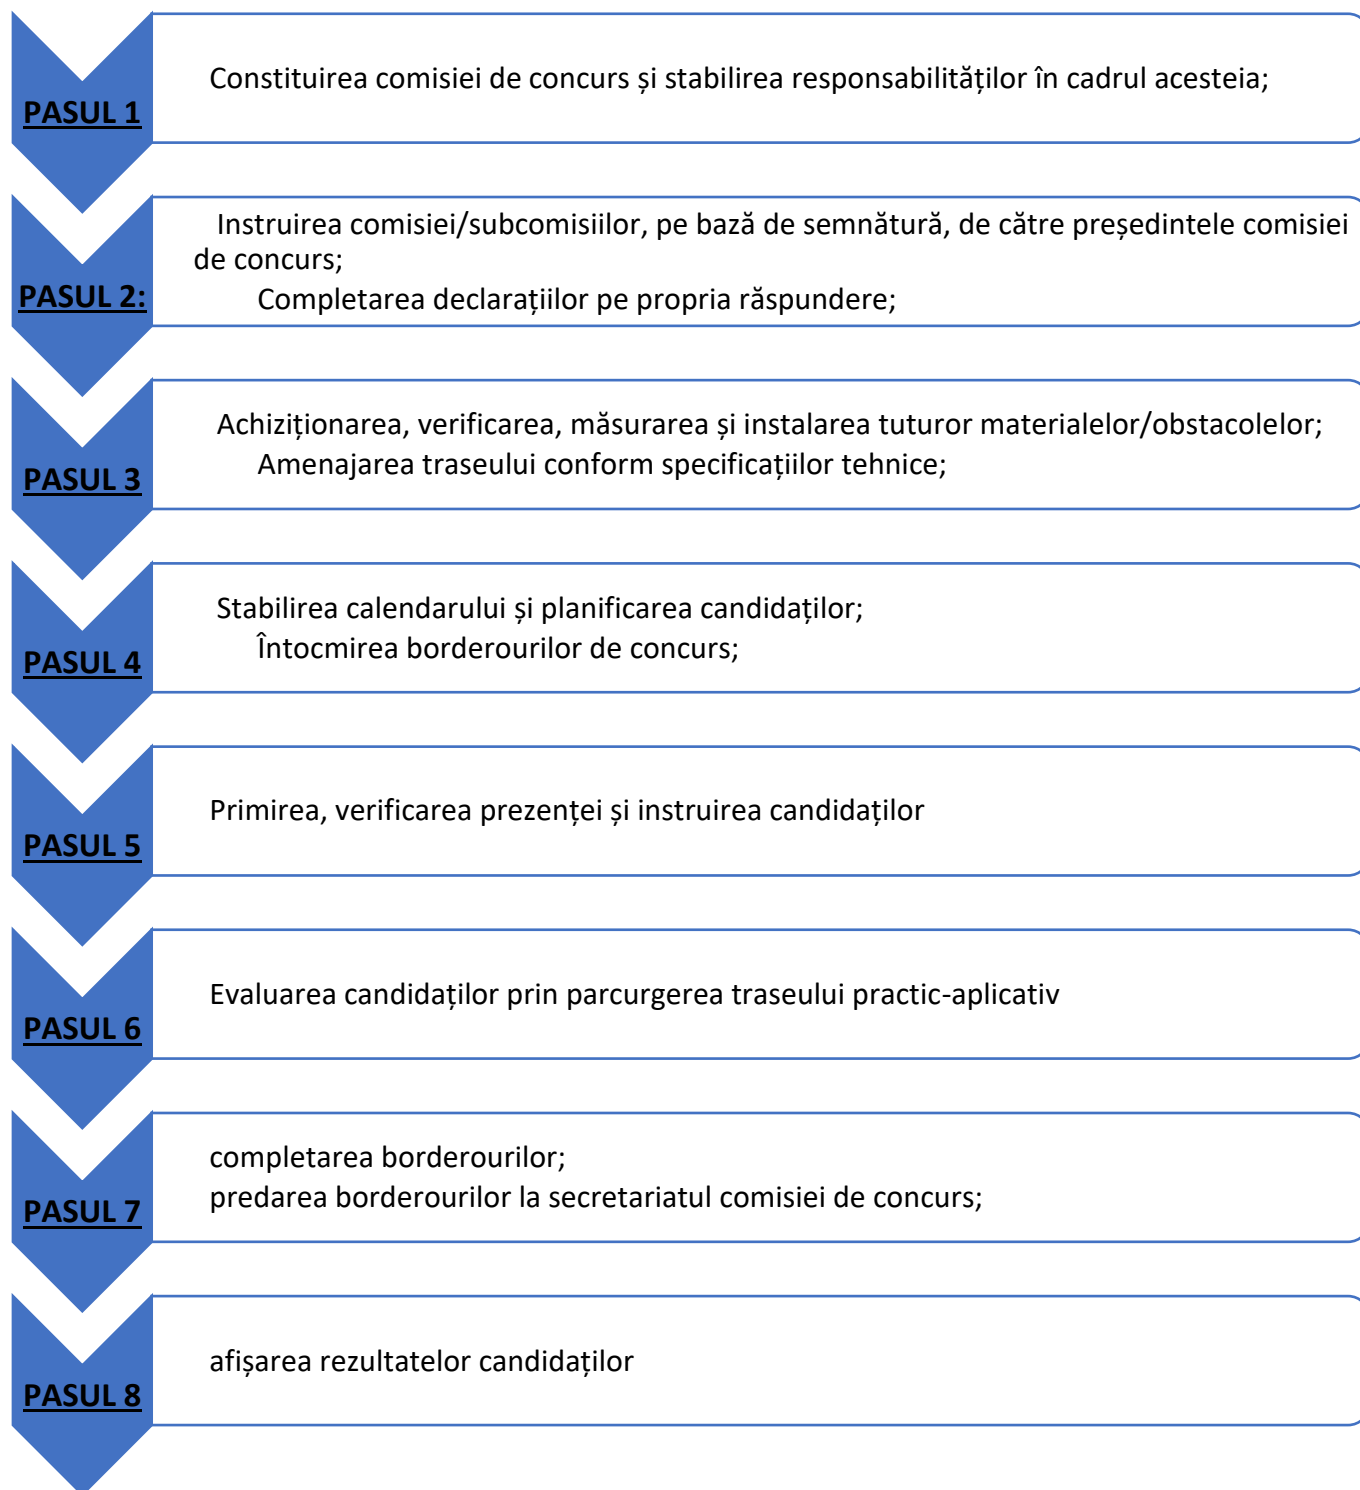 PASUL 1
Constituirea comisiei de concurs și stabilirea responsabilităților în cadrul acesteia;
PASUL 2:
Instruirea comisiei/subcomisiilor, pe bază de semnătură, de către președintele comisiei
de concurs;
Completarea declarațiilor pe propria răspundere;
PASUL 3
Achiziționarea, verificarea, măsurarea și instalarea tuturor materialelor/obstacolelor;
Amenajarea traseului conform specificațiilor tehnice;
PASUL 4
Stabilirea calendarului și planificarea candidaților;
Întocmirea borderourilor de concurs;
PASUL 5
Primirea, verificarea prezenței și instruirea candidaților
PASUL 6
Evaluarea candidaților prin parcurgerea traseului practic-aplicativ
PASUL 7
completarea borderourilor;
predarea borderourilor la secretariatul comisiei de concurs;
PASUL 8
afișarea rezultatelor candidaților